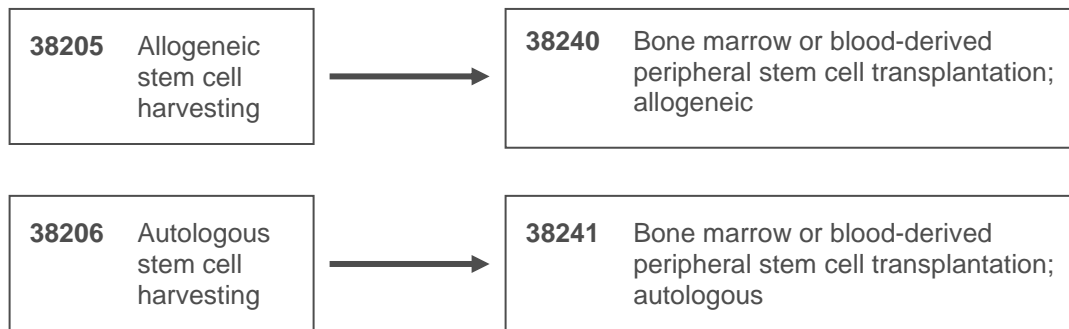 38205 Allogeneic
stem cell
harvesting
38240 Bone marrow or blood-derived
peripheral stem cell transplantation;
allogeneic
38206 Autologous
stem cell
harvesting
38241 Bone marrow or blood-derived
peripheral stem cell transplantation;
autologous